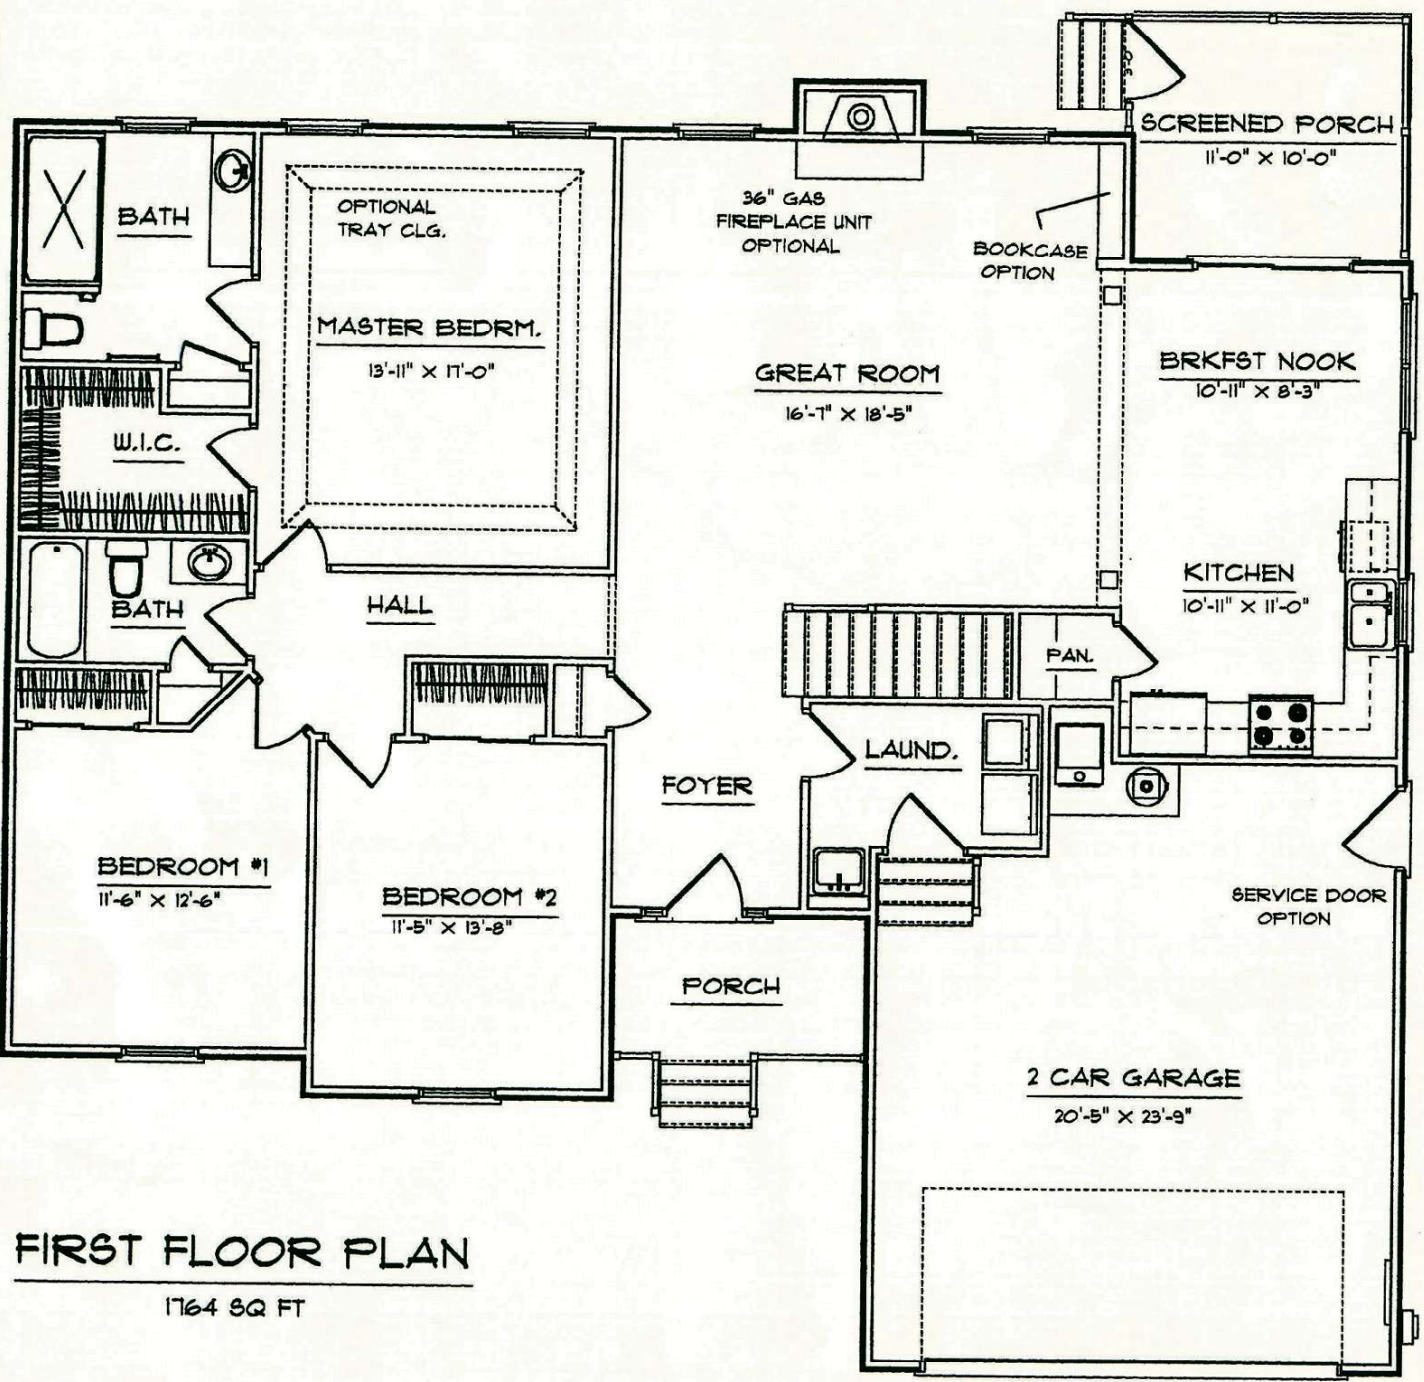 3'-0"
SCREENED PORCH
11'-0" X 10'-0"
BATH
OPTIONAL
TRAY CLG.
36" GAS
FIREPLACE UNIT
OPTIONAL
BOOKCASE
OPTION
MASTER BEDRM.
13'-11" X 17'-0"
GREAT ROOM
16'-7" X 18'-5"
BRKFST NOOK
10'-11" X 8'-3"
W.I.C.
KITCHEN
10'-11" X 11'-0"
BATH
HALL
PAN.
LAUND.
FOYER
BEDROOM #1
11'-6" X 12'-6"
BEDROOM #2
11'-5" X 13'-8"
SERVICE DOOR
OPTION
PORCH
2 CAR GARAGE
20'-5" X 23'-9"
FIRST FLOOR PLAN
1764 SQ FT